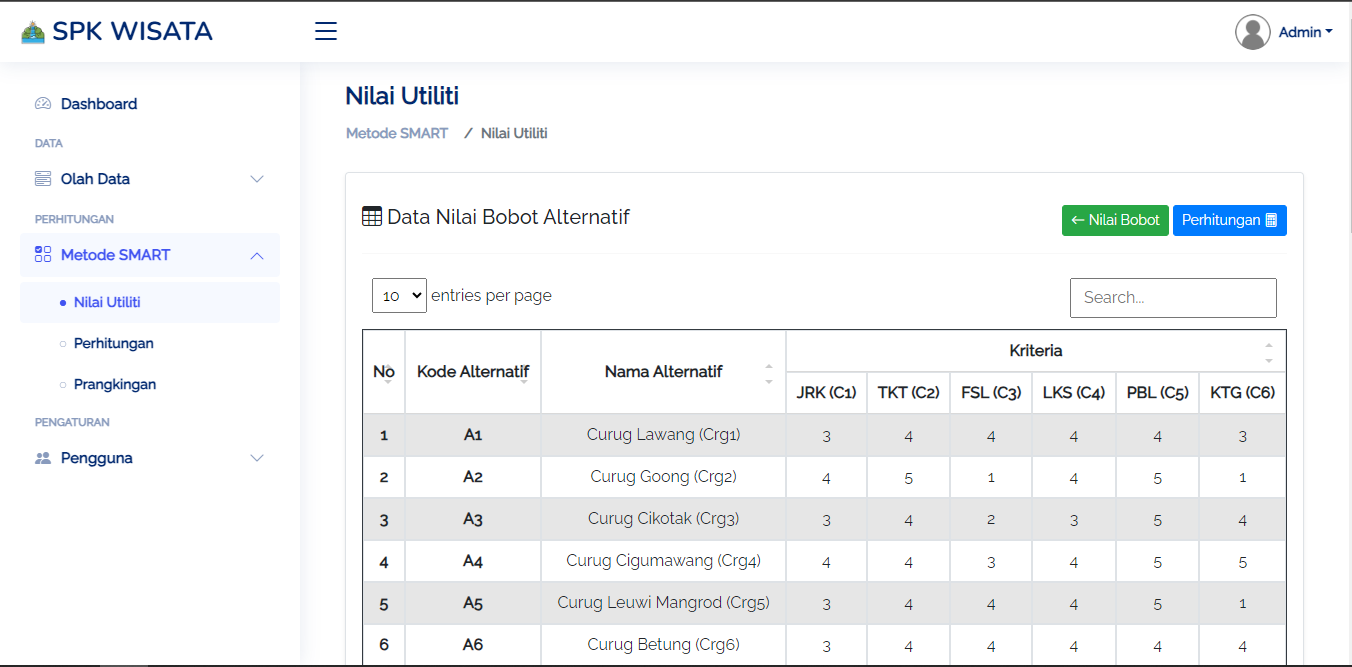 SPK WISATA
Admin
Dashboard
DATA
Olah Data
PERHITUNGAN
Metode SMART
Nilai Utiliti
Perhitungan
Prangkingan
PENGATURAN
Pengguna
Nilai Utiliti
Metode SMART / Nilai Utiliti
Data Nilai Bobot Alternatif
← Nilai Bobot Perhitungan
10 entries per page
Search...
No Kode Alternatif Nama Alternatif Kriteria
JRK (C1) TKT (C2) FSL (C3) LKS (C4) PBL (C5) KTG (C6)
1 A1 Curug Lawang (Crg1) 3 4 4 4 4 3
2 A2 Curug Goong (Crg2) 4 5 1 4 5 1
3 A3 Curug Cikotak (Crg3) 3 4 2 3 5 4
4 A4 Curug Cigumawang (Crg4) 4 4 3 4 5 5
5 A5 Curug Leuwi Mangrod (Crg5) 3 4 4 4 5 1
6 A6 Curug Betung (Crg6) 3 4 4 4 4 4